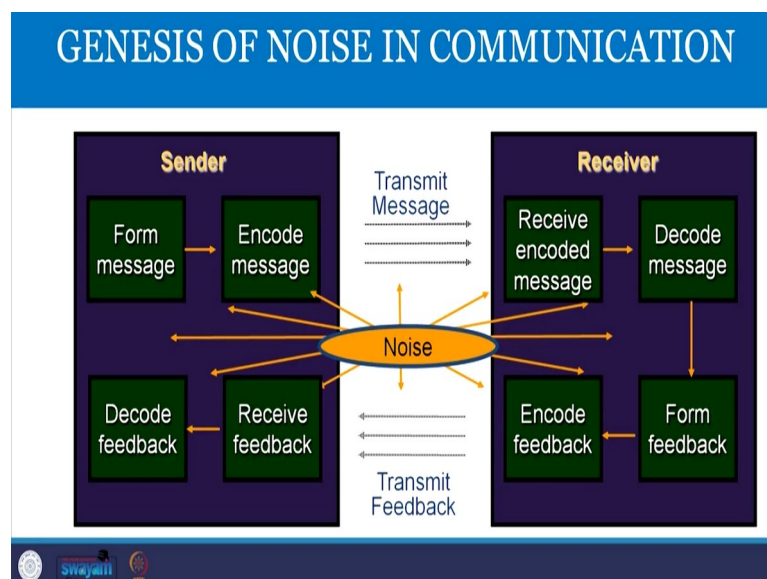 GENESIS OF NOISE IN COMMUNICATION
Sender
Form
message
Encode
message
Transmit
Message
Receiver
Receive
encoded
message
Decode
message
Noise
Decode
feedback
Receive
feedback
Transmit
Feedback
Encode
feedback
Form
feedback
swayam